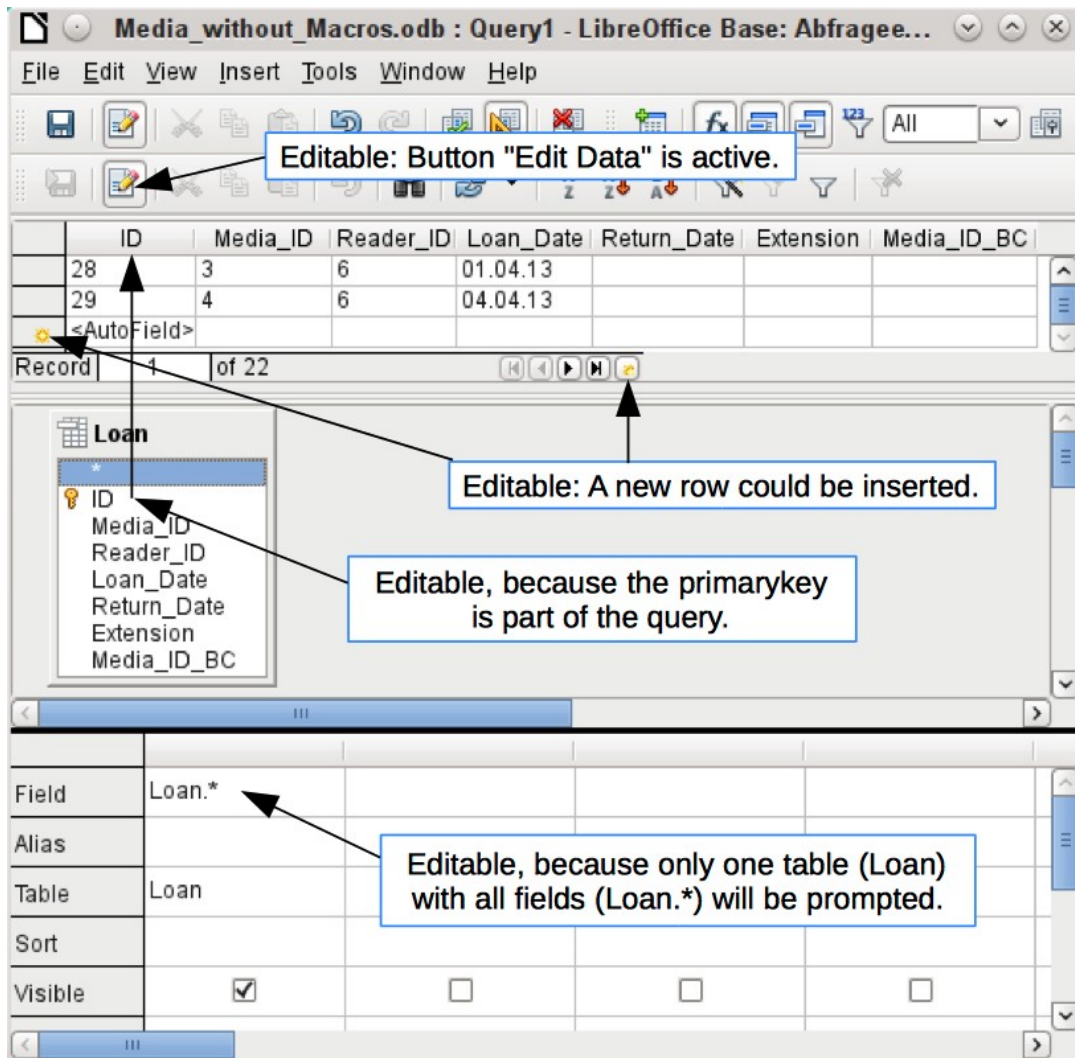 Media_without_Macros.odb : Query1 - LibreOffice Base: Abfragee...
File Edit View Insert Tools Window Help
123
fx All
Editable: Button "Edit Data" is active.
Z Z A
ID Media_ID Reader_ID Loan_Date Return_Date Extension Media_ID_BC
28 3 6 01.04.13
29 4 6 04.04.13
<AutoField>
Record 1 of 22
Loan
*
Editable: A new row could be inserted.
ID
Media_ID
Reader_ID
Loan_Date
Return_Date
Extension
Media_ID_BC
Editable, because the primarykey
is part of the query.
Field Loan.*
Alias
Editable, because only one table (Loan)
Table Loan
with all fields (Loan.*) will be prompted.
Sort
Visible